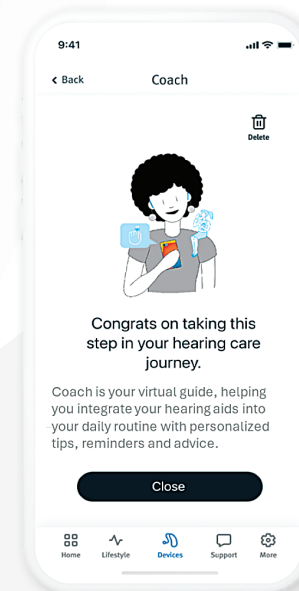 9:41
Back
Coach
Delete
Congrats on taking this
step in your hearing care
journey.
Coach is your virtual guide, helping
you integrate your hearing aids into
your daily routine with personalized
tips, reminders and advice.
Close
Home Lifestyle Devices Support More